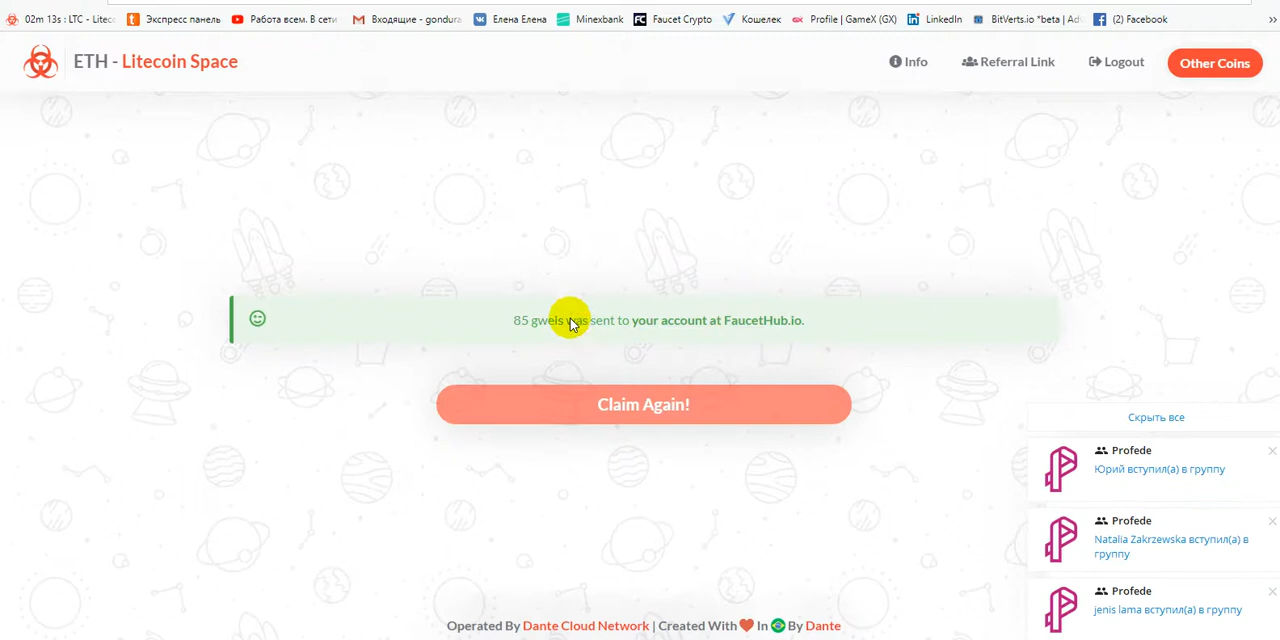 02m 13s : LTC - Litec Экспресс панель Работа всем. В сети Входящие - gondura Елена Елена Minexbank Faucet Crypto Кошелек Profile | GameX (GX) LinkedIn BitVerts.io *beta | Ad (2) Facebook »
ETH - Litecoin Space
Info Referral Link Logout Other Coins
85 gweis was sent to your account at FaucetHub.io.
Claim Again!
Скрыть все
Profede
Юрий вступил(а) в группу
Profede
Natalia Zakrzewska вступил(а) в
группу
Profede
jenis lama вступил(а) в группу
Operated By Dante Cloud Network | Created With In By Dante